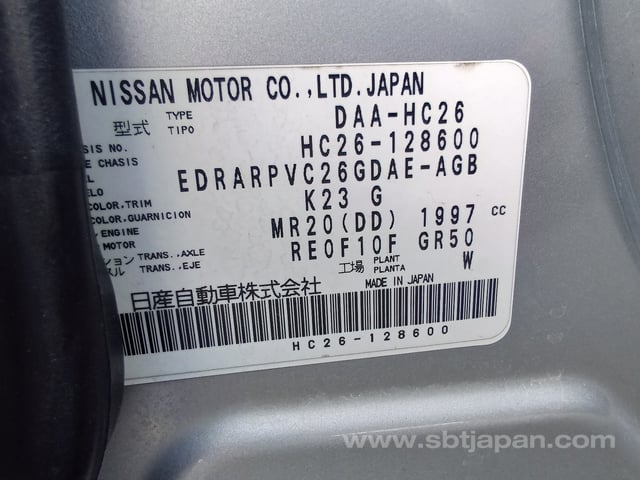 NISSAN MOTOR CO.,LTD.JAPAN
型式 TYPE TIPO DAA-HC26
NO. HC26-128600
CHASIS
EDRARPVC26GDAE-AGB
COLOR,TRIM K23 G
COLOR,GUARNICION
ENGINE MR20(DD) 1997 CC
MOTOR
TRANS.,AXLE RE0F10F GR50
TRANS.,EJE 工場 PLANT PLANTA W
日産自動車株式会社 MADE IN JAPAN
HC26-128600
www.sbtjapan.com